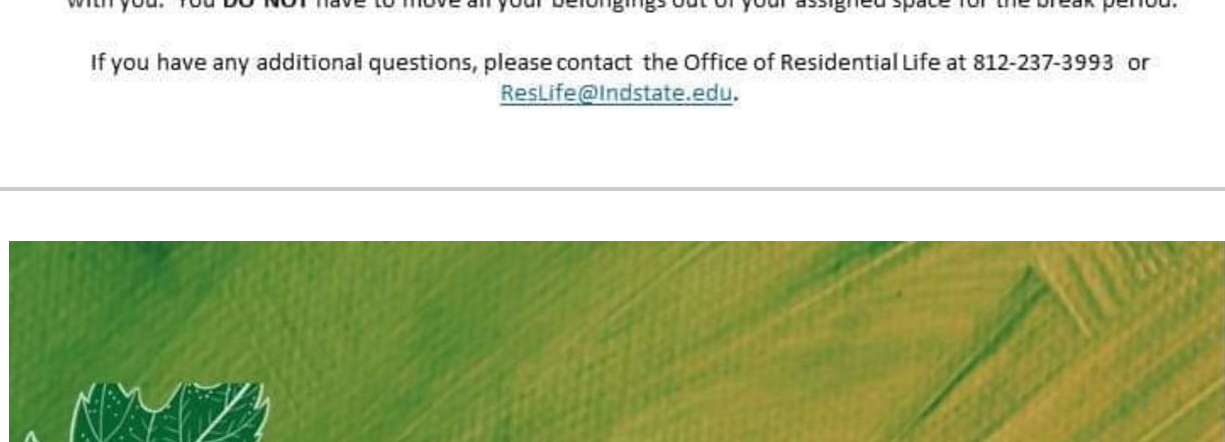 with you. You DO NOT have to move all your belongings out of your assigned space for the break period.
If you have any additional questions, please contact the Office of Residential Life at 812-237-3993 or
ResLife@Indstate.edu.